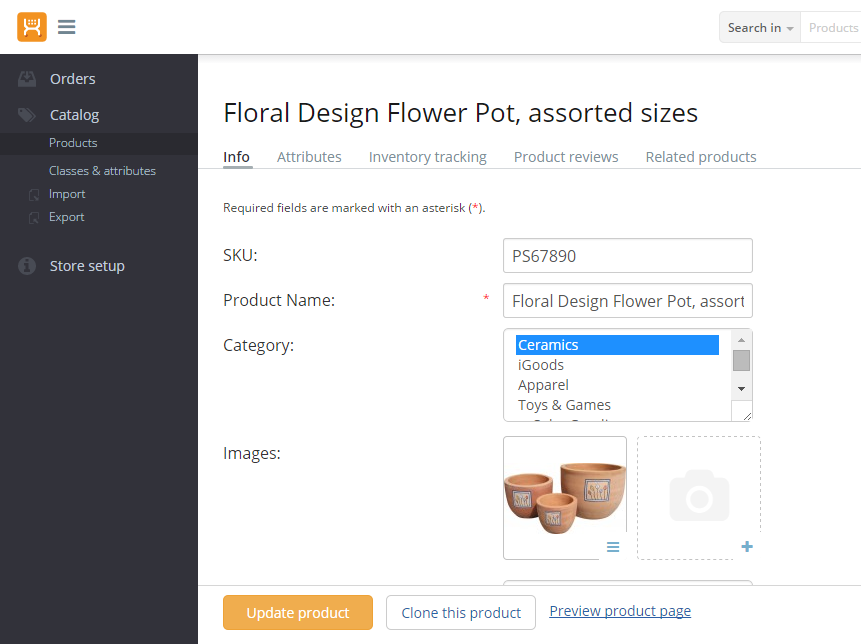 Search in
Products
Orders
Catalog
Products
Classes & attributes
Import
Export
Store setup
Floral Design Flower Pot, assorted sizes
Info Attributes Inventory tracking Product reviews Related products
Required fields are marked with an asterisk (*).
SKU: PS67890
Product Name: * Floral Design Flower Pot, assort
Category: Ceramics
iGoods
Apparel
Toys & Games
Images:
Update product Clone this product Preview product page